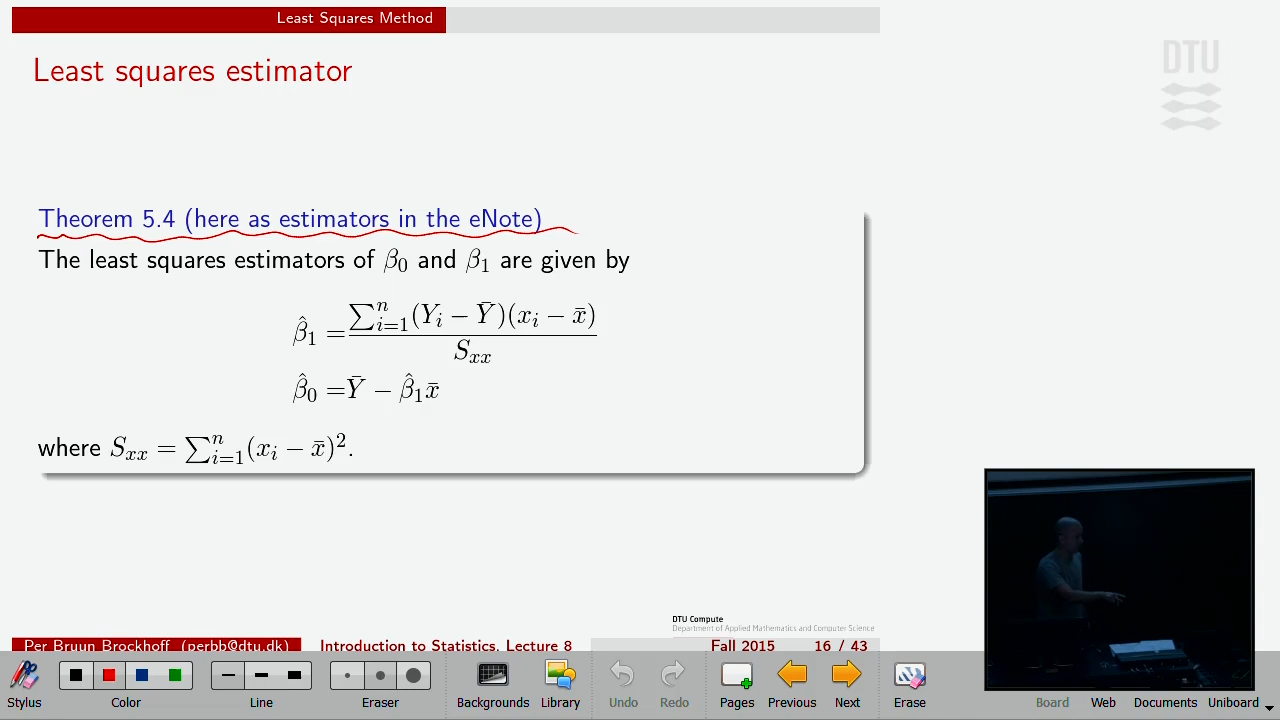 Least Squares Method
Least squares estimator
DTU
Theorem 5.4 (here as estimators in the eNote)
The least squares estimators of β₀ and β₁ are given by
β̂₁ = ∑ⁿᵢ₌₁(Yᵢ − Ȳ)(xᵢ − x̄) / Sₓₓ
β̂₀ = Ȳ − β̂₁x̄
where Sₓₓ = ∑ⁿᵢ₌₁(xᵢ − x̄)².
DTU Compute
Department of Applied Mathematics and Computer Science
Per Bruun Brockhoff (perbb@dtu.dk) Introduction to Statistics, Lecture 8 Fall 2015 16 / 43
Stylus Color Line Eraser Backgrounds Library Undo Redo Pages Previous Next Erase Board Web Documents Uniboard